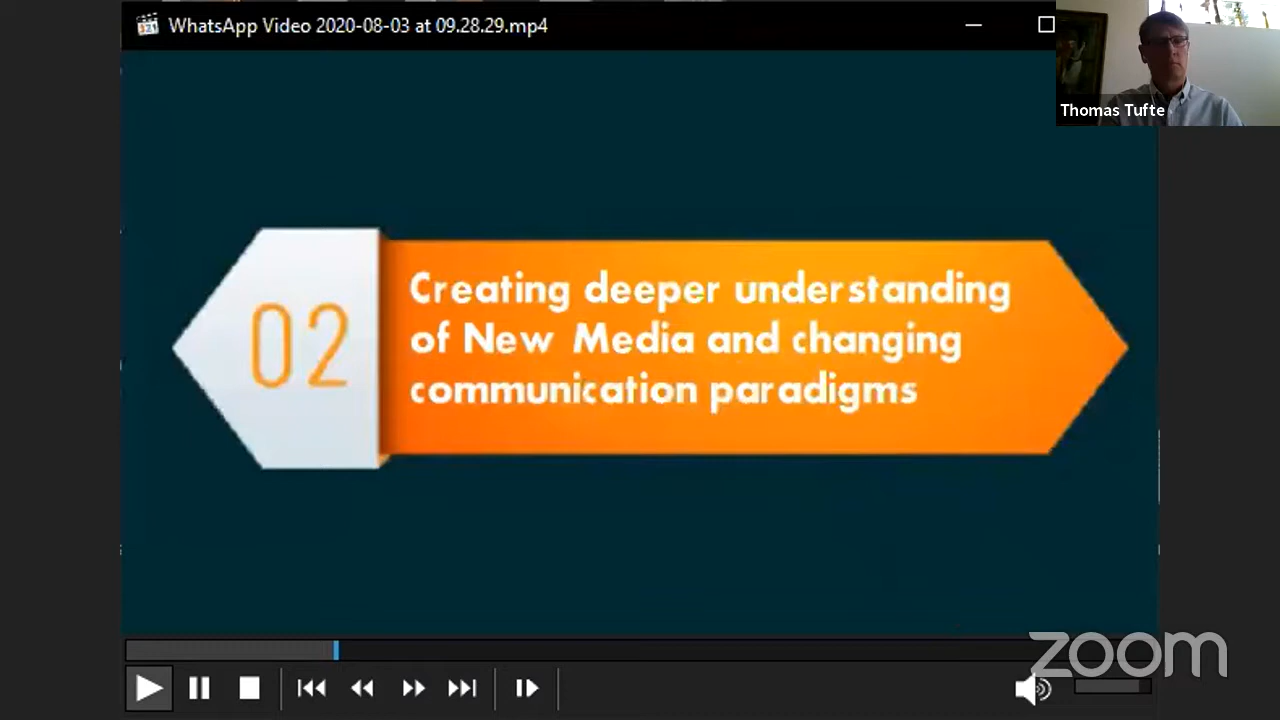 WhatsApp Video 2020-08-03 at 09.28.29.mp4
Thomas Tufte
02
Creating deeper understanding
of New Media and changing
communication paradigms
zoom